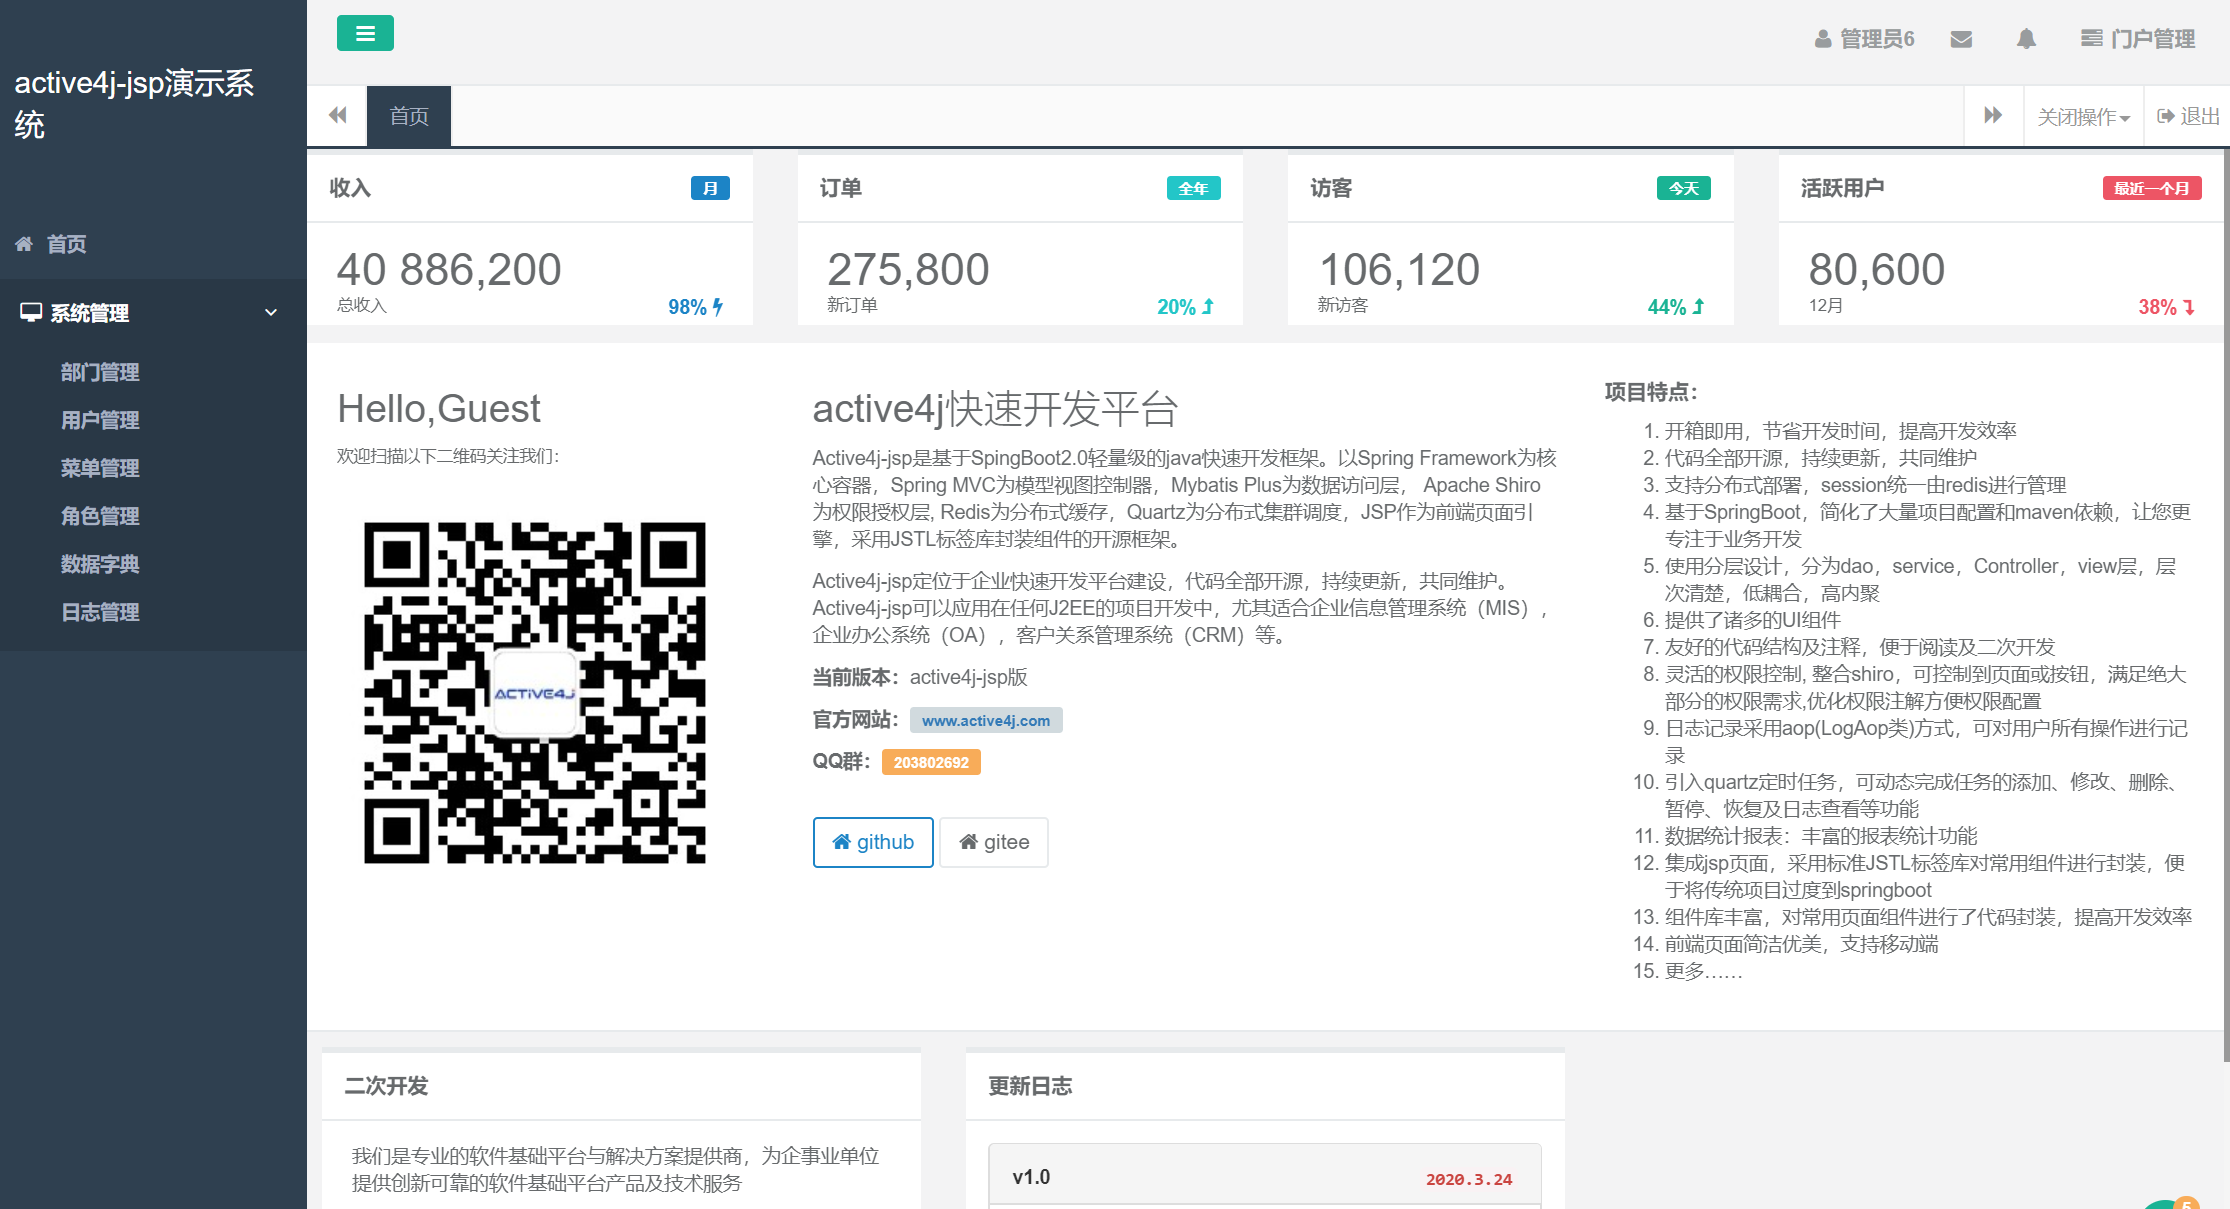 active4j-jsp演示系
统
首页
系统管理
部门管理
用户管理
菜单管理
角色管理
数据字典
日志管理
管理员6
门户管理
首页
关闭操作
退出
收入
月
40 886,200
总收入
98%
订单
全年
275,800
新订单
20%
访客
今天
106,120
新访客
44%
活跃用户
最近一个月
80,600
12月
38%
Hello,Guest
欢迎扫描以下二维码关注我们：
ACTIVE4J
active4j快速开发平台
Active4j-jsp是基于SpingBoot2.0轻量级的java快速开发框架。以Spring Framework为核
心容器，Spring MVC为模型视图控制器，Mybatis Plus为数据访问层， Apache Shiro
为权限授权层, Redis为分布式缓存，Quartz为分布式集群调度，JSP作为前端页面引
擎，采用JSTL标签库封装组件的开源框架。
Active4j-jsp定位于企业快速开发平台建设，代码全部开源，持续更新，共同维护。
Active4j-jsp可以应用在任何J2EE的项目开发中，尤其适合企业信息管理系统（MIS），
企业办公系统（OA），客户关系管理系统（CRM）等。
当前版本：active4j-jsp版
官方网站：www.active4j.com
QQ群：203802692
github
gitee
项目特点：
1. 开箱即用，节省开发时间，提高开发效率
2. 代码全部开源，持续更新，共同维护
3. 支持分布式部署，session统一由redis进行管理
4. 基于SpringBoot，简化了大量项目配置和maven依赖，让您更
专注于业务开发
5. 使用分层设计，分为dao，service，Controller，view层，层
次清楚，低耦合，高内聚
6. 提供了诸多的UI组件
7. 友好的代码结构及注释，便于阅读及二次开发
8. 灵活的权限控制, 整合shiro，可控制到页面或按钮，满足绝大
部分的权限需求,优化权限注解方便权限配置
9. 日志记录采用aop(LogAop类)方式，可对用户所有操作进行记
录
10. 引入quartz定时任务，可动态完成任务的添加、修改、删除、
暂停、恢复及日志查看等功能
11. 数据统计报表：丰富的报表统计功能
12. 集成jsp页面，采用标准JSTL标签库对常用组件进行封装，便
于将传统项目过度到springboot
13. 组件库丰富，对常用页面组件进行了代码封装，提高开发效率
14. 前端页面简洁优美，支持移动端
15. 更多……
二次开发
我们是专业的软件基础平台与解决方案提供商，为企事业单位
提供创新可靠的软件基础平台产品及技术服务
更新日志
v1.0
2020.3.24